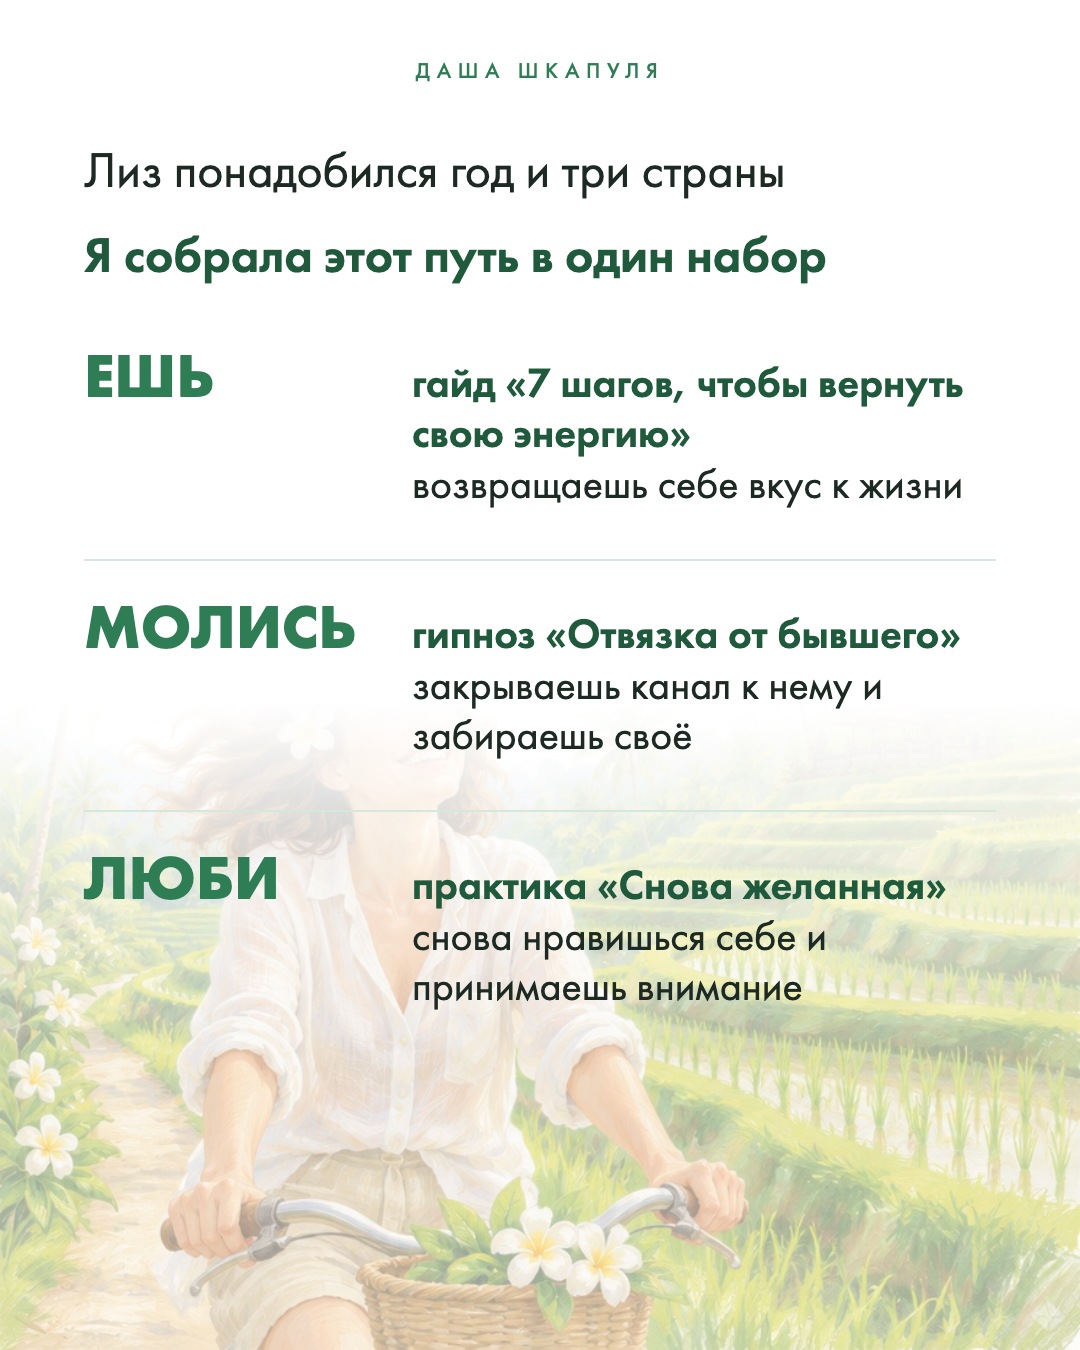 ДАША ШКАПУЛЯ
Лиз понадобился год и три страны
Я собрала этот путь в один набор
ЕШЬ
гайд «7 шагов, чтобы вернуть
свою энергию»
возвращаешь себе вкус к жизни
МОЛИСЬ
гипноз «Отвязка от бывшего»
закрываешь канал к нему и
забираешь своё
ЛЮБИ
практика «Снова желанная»
снова нравишься себе и
принимаешь внимание